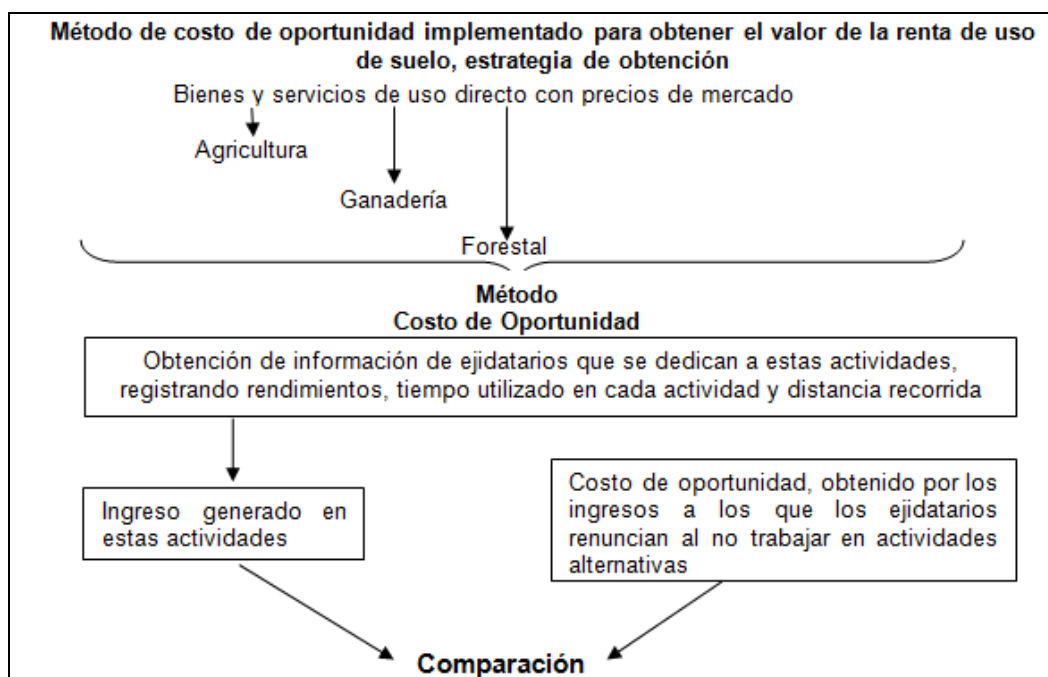 Método de costo de oportunidad implementado para obtener el valor de la renta de uso
de suelo, estrategia de obtención
Bienes y servicios de uso directo con precios de mercado
Agricultura
Ganadería
Forestal
Método
Costo de Oportunidad
Obtención de información de ejidatarios que se dedican a estas actividades,
registrando rendimientos, tiempo utilizado en cada actividad y distancia recorrida
Ingreso generado en
estas actividades
Costo de oportunidad, obtenido por los
ingresos a los que los ejidatarios
renuncian al no trabajar en actividades
alternativas
Comparación